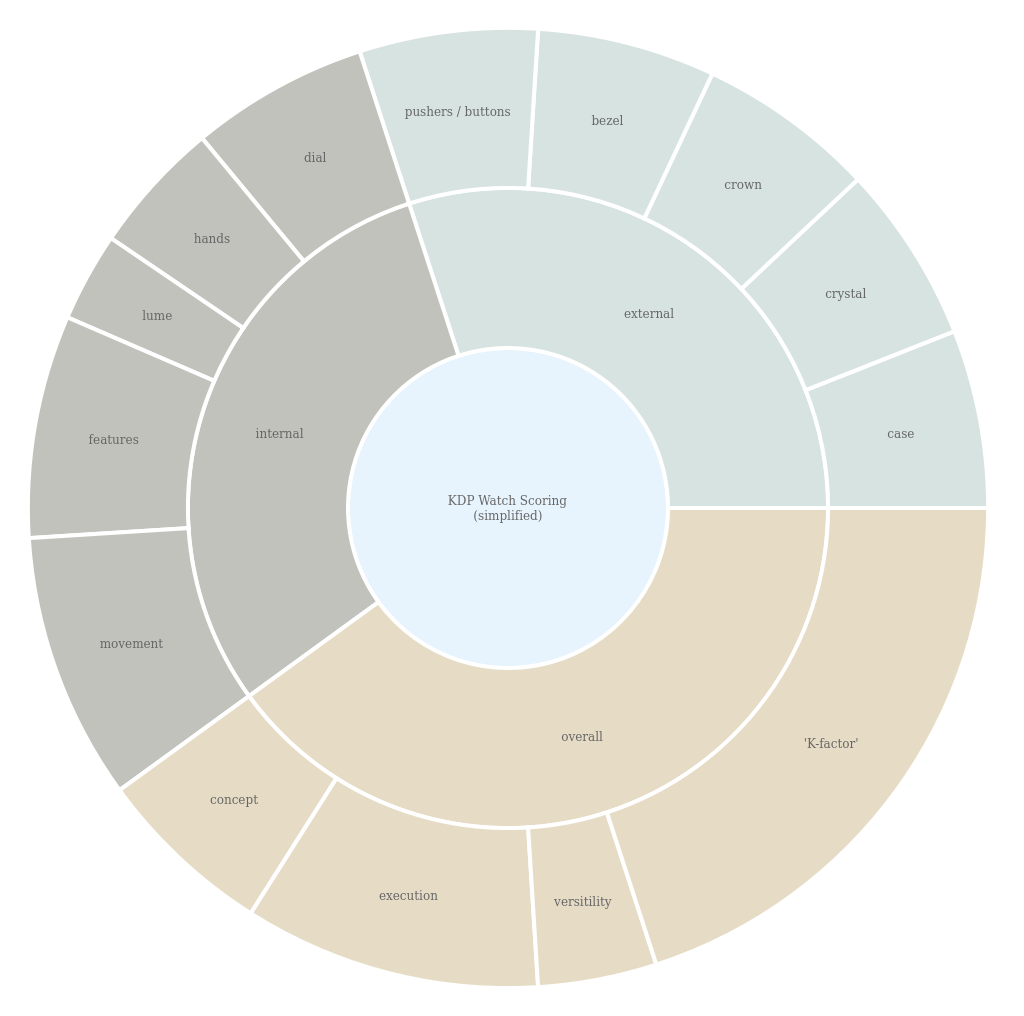 pushers / buttons
bezel
dial
crown
hands
crystal
external
lume
internal
case
features
KDP Watch Scoring
(simplified)
movement
overall
'K-factor'
concept
execution
versitility